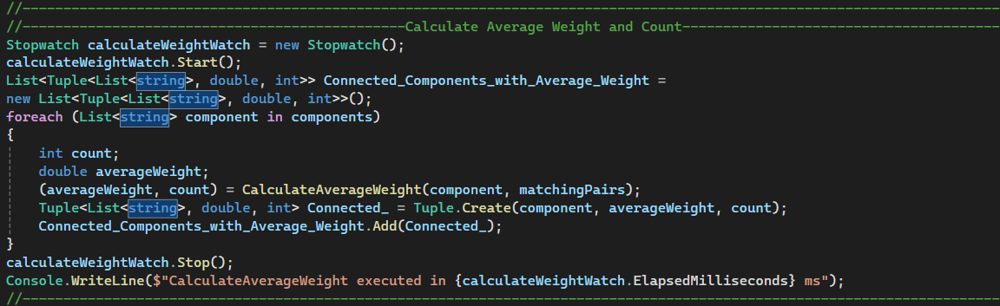 //------------------------------------------------------------------------------------------------------------------------
//-----------------------------------------------Calculate Average Weight and Count---------------------------------------
Stopwatch calculateWeightWatch = new Stopwatch();
calculateWeightWatch.Start();
List<Tuple<List<string>, double, int>> Connected_Components_with_Average_Weight =
new List<Tuple<List<string>, double, int>>();
foreach (List<string> component in components)
{
    int count;
    double averageWeight;
    (averageWeight, count) = CalculateAverageWeight(component, matchingPairs);
    Tuple<List<string>, double, int> Connected_ = Tuple.Create(component, averageWeight, count);
    Connected_Components_with_Average_Weight.Add(Connected_);
}
calculateWeightWatch.Stop();
Console.WriteLine($"CalculateAverageWeight executed in {calculateWeightWatch.ElapsedMilliseconds} ms");
//------------------------------------------------------------------------------------------------------------------------